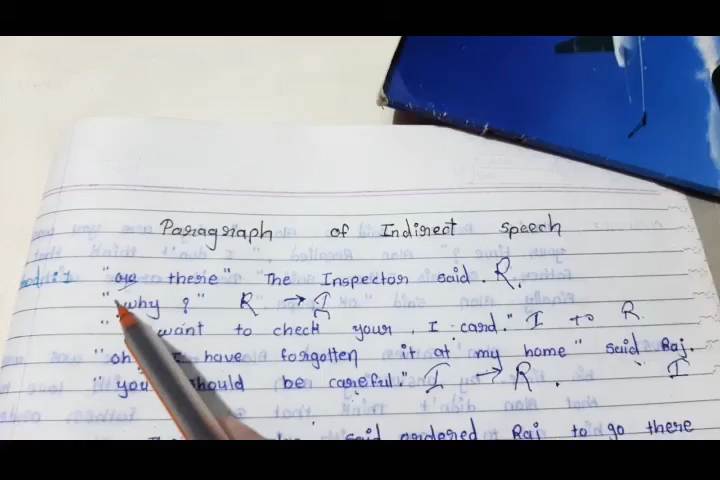 Paragraph of Indirect speech
"go there" The Inspector said. R.
"why ?" R → I
want to check your I card." I to R
"oh I have forgotten it at my home" said Raj.
"you should be careful" I → R . I
said ordered Raj to go there